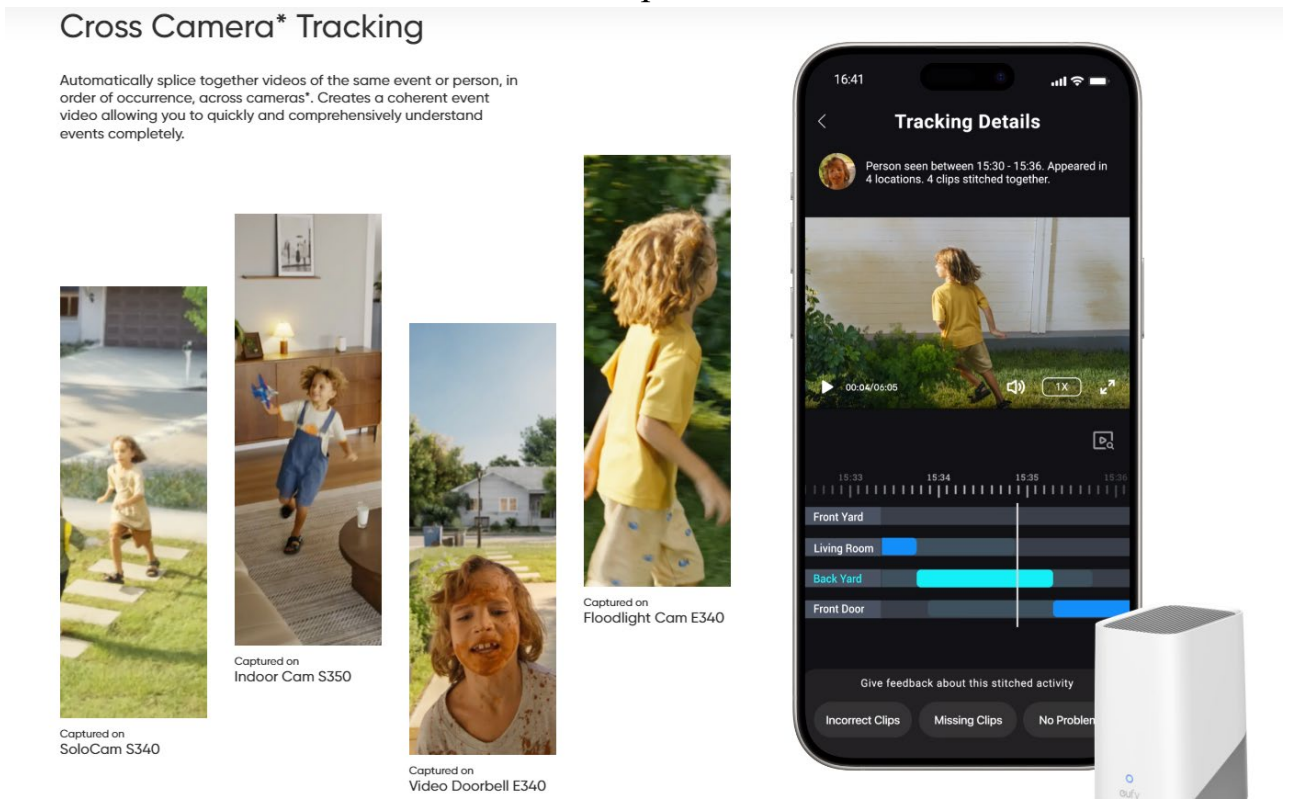 Cross Camera* Tracking
Automatically splice together videos of the same event or person, in
order of occurrence, across cameras*. Creates a coherent event
video allowing you to quickly and comprehensively understand
events completely.
Captured on
SoloCam S340
Captured on
Indoor Cam S350
Captured on
Video Doorbell E340
Captured on
Floodlight Cam E340
16:41
Tracking Details
Person seen between 15:30 - 15:36. Appeared in
4 locations. 4 clips stitched together.
00:04/06:05
1X
15:33 15:34 15:35 15:36
Front Yard
Living Room
Back Yard
Front Door
Give feedback about this stitched activity
Incorrect Clips Missing Clips No Problem
eufy